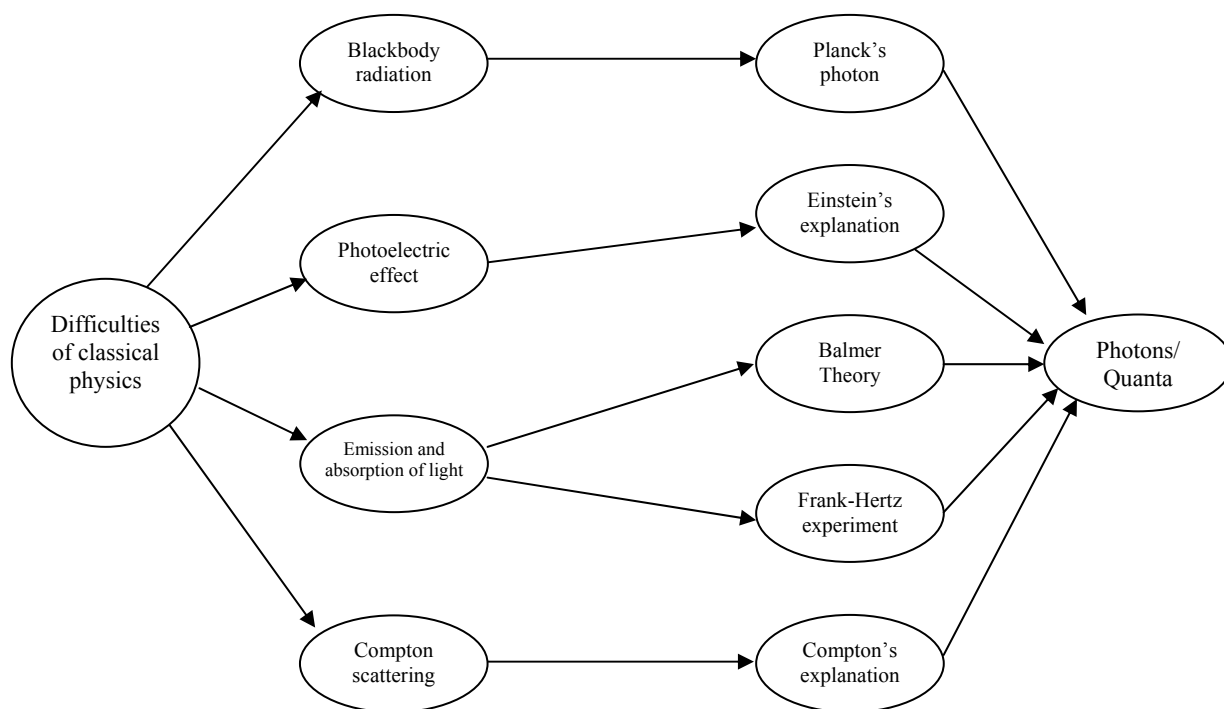 Blackbody
radiation
Planck’s
photon
Einstein’s
explanation
Photoelectric
effect
Difficulties
of classical
physics
Balmer
Theory
Photons/
Quanta
Emission and
absorption of light
Frank-Hertz
experiment
Compton
scattering
Compton’s
explanation